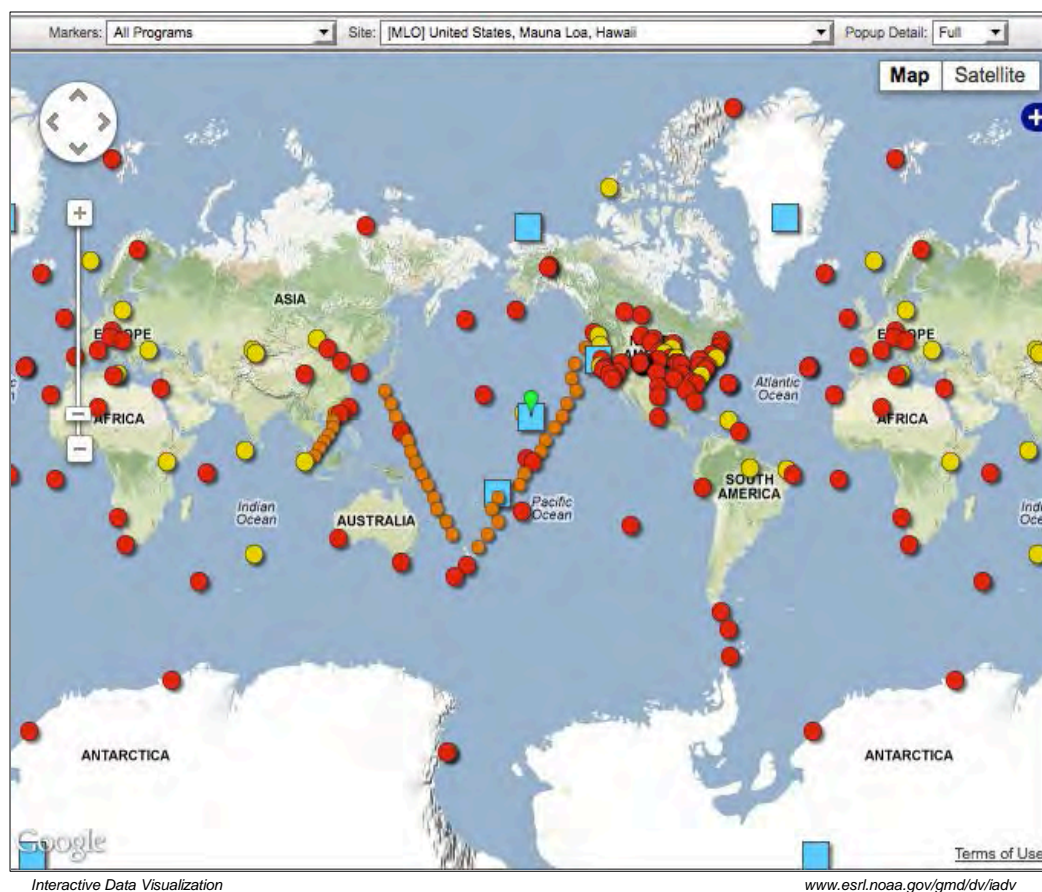 Markers: All Programs Site: [MLO] United States, Mauna Loa, Hawaii Popup Detail: Full
Map Satellite
ASIA
EUROPE
Atlantic
Ocean
AFRICA
AFRICA
SOUTH
AMERICA
Indian
Ocean
Pacific
Ocean
AUSTRALIA
ANTARCTICA
ANTARCTICA
Google
Terms of Use
Interactive Data Visualization
www.esrl.noaa.gov/gmd/dv/iadv